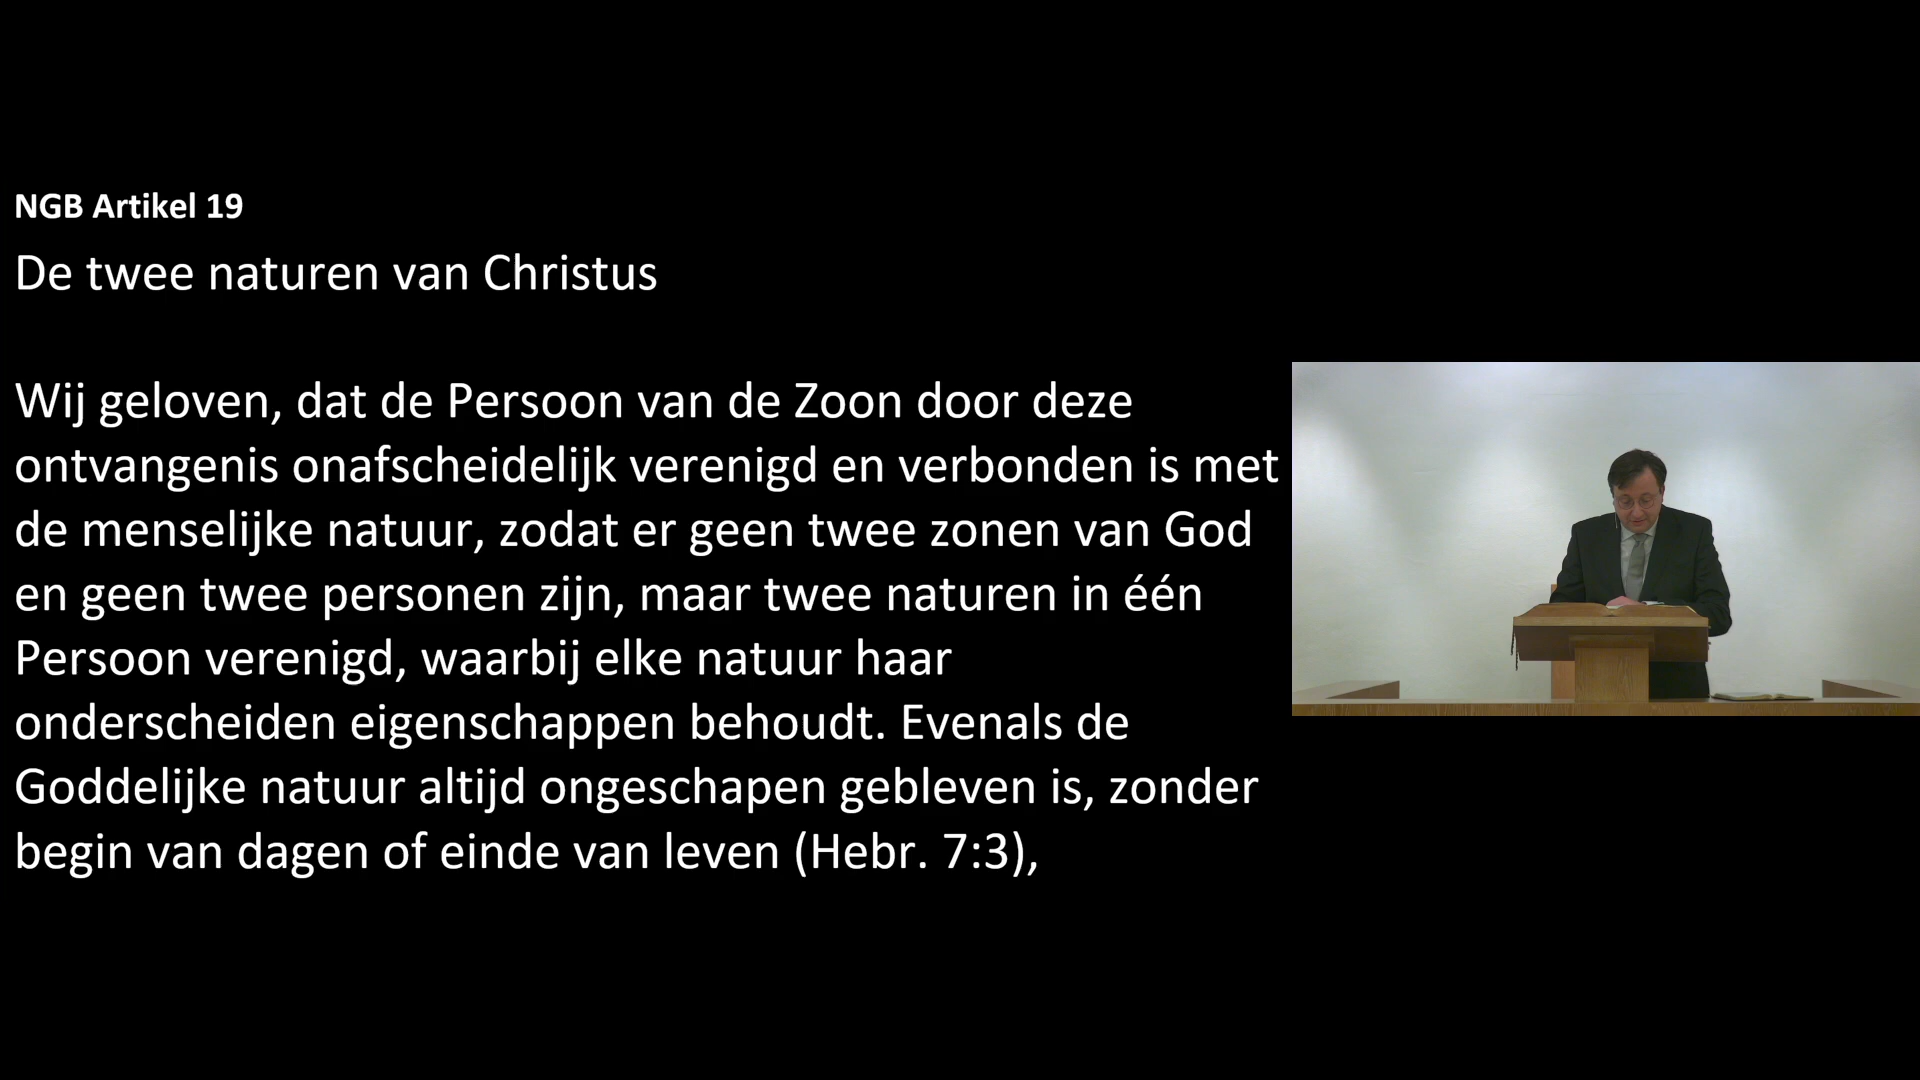 NGB Artikel 19
De twee naturen van Christus
Wij geloven, dat de Persoon van de Zoon door deze
ontvangenis onafscheidelijk verenigd en verbonden is met
de menselijke natuur, zodat er geen twee zonen van God
en geen twee personen zijn, maar twee naturen in één
Persoon verenigd, waarbij elke natuur haar
onderscheiden eigenschappen behoudt. Evenals de
Goddelijke natuur altijd ongeschapen gebleven is, zonder
begin van dagen of einde van leven (Hebr. 7:3),